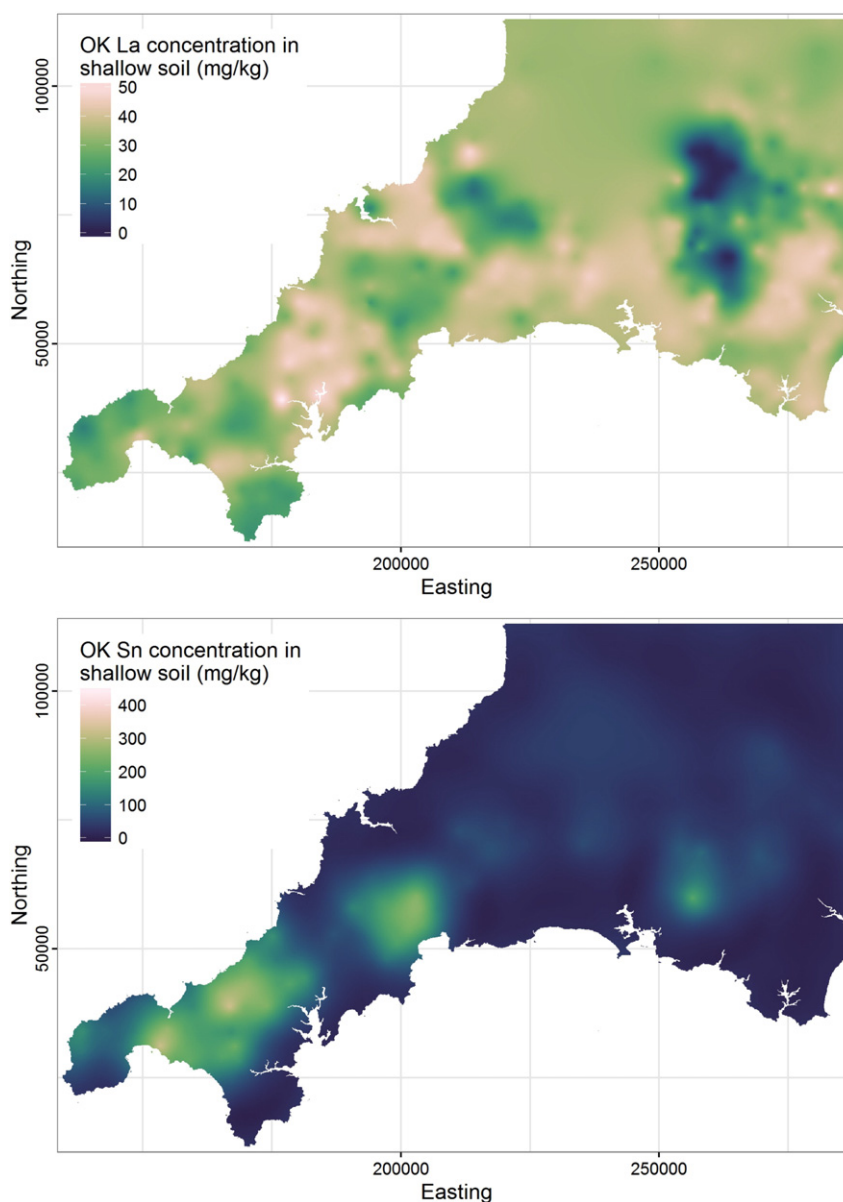 OK La concentration in
shallow soil (mg/kg)
50
40
30
20
10
0
100000
50000
Northing
200000
250000
Easting
OK Sn concentration in
shallow soil (mg/kg)
400
300
200
100
0
100000
50000
Northing
200000
250000
Easting